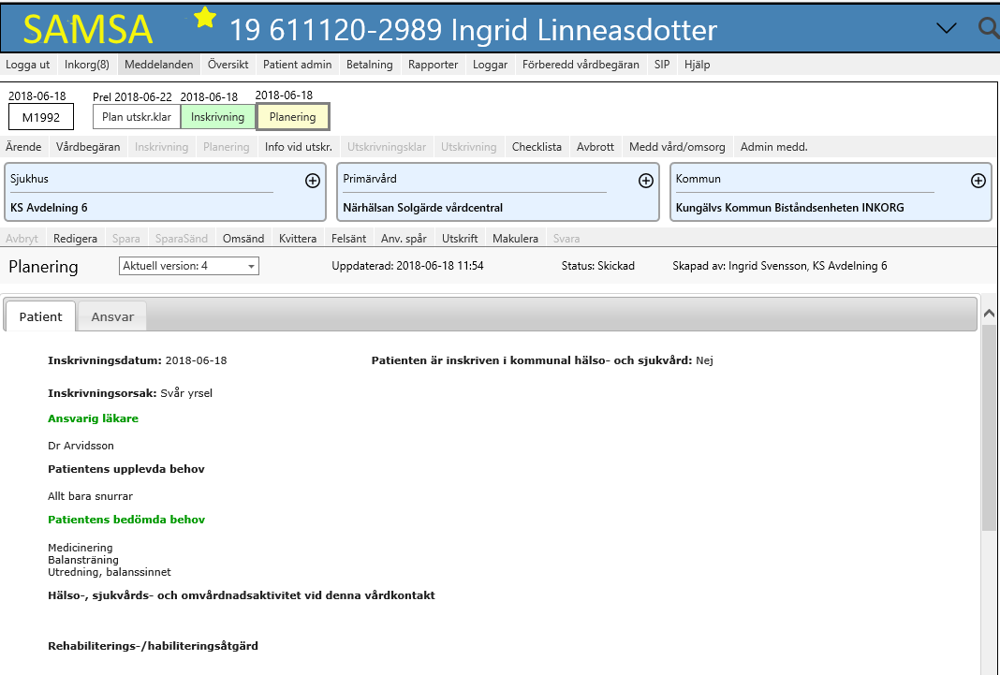 SAMSA 19 611120-2989 Ingrid Linneasdotter
Logga ut Inkorg(8) Meddelanden Översikt Patient admin Betalning Rapporter Loggar Förberedd vårdbegäran SIP Hjälp
2018-06-18 Prel 2018-06-22 2018-06-18 2018-06-18
M1992 Plan utskr.klar Inskrivning Planering
Ärende Vårdbegäran Inskrivning Planering Info vid utskr. Utskrivningsklar Utskrivning Checklista Avbrott Medd vård/omsorg Admin medd.
Sjukhus Primärvård Kommun
KS Avdelning 6 Närhälsan Solgärde vårdcentral Kungälvs Kommun Biståndsenheten INKORG
Avbryt Redigera Spara SparaSänd Omsänd Kvittera Felsänt Anv. spår Utskrift Makulera Svara
Planering Aktuell version: 4 Uppdaterad: 2018-06-18 11:54 Status: Skickad Skapad av: Ingrid Svensson, KS Avdelning 6
Patient Ansvar
Inskrivningsdatum: 2018-06-18 Patienten är inskriven i kommunal hälso- och sjukvård: Nej
Inskrivningsorsak: Svår yrsel
Ansvarig läkare
Dr Arvidsson
Patientens upplevda behov
Allt bara snurrar
Patientens bedömda behov
Medicinering
Balansträning
Utredning, balanssinnet
Hälso-, sjukvårds- och omvårdnadsaktivitet vid denna vårdkontakt
Rehabiliterings-/habiliteringsåtgärd